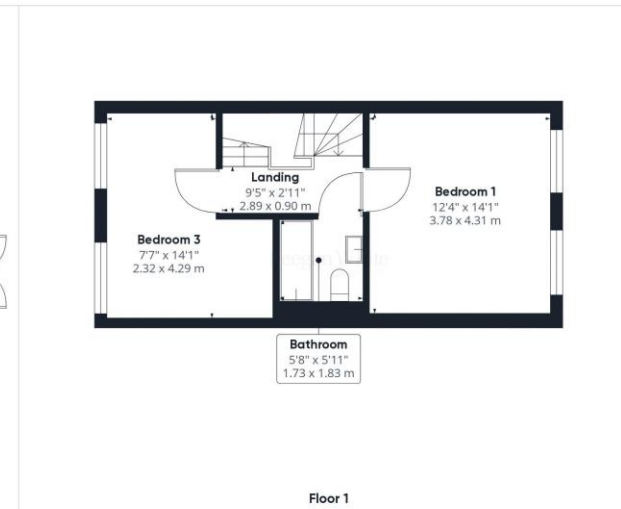 Landing
9'5" x 2'11"
2.89 x 0.90 m
Bedroom 1
12'4" x 14'1"
3.78 x 4.31 m
Bedroom 3
7'7" x 14'1"
2.32 x 4.29 m
Bathroom
5'8" x 5'11"
1.73 x 1.83 m
Floor 1